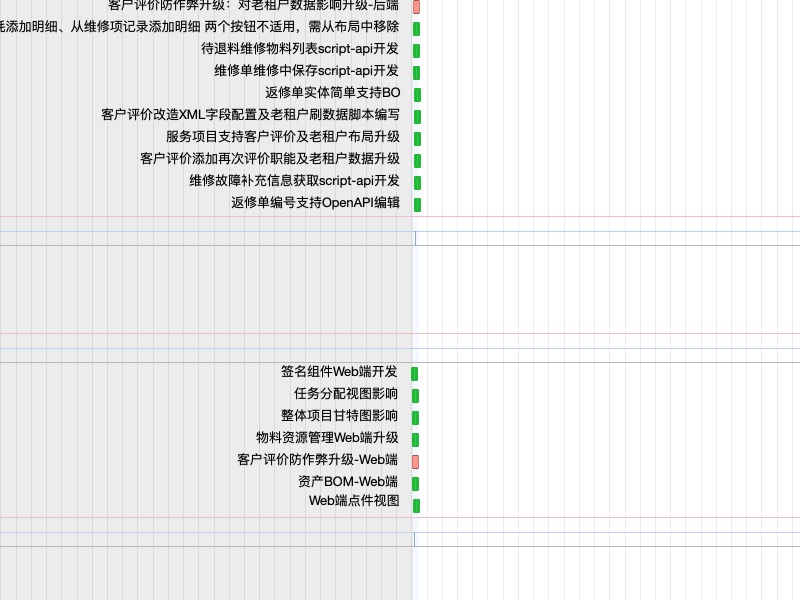 客户评价防作弊升级：对老租户数据影响升级-后端
添加明细、从维修项记录添加明细 两个按钮不适用，需从布局中移除
待退料维修物料列表script-api开发
维修单维修中保存script-api开发
返修单实体简单支持BO
客户评价改造XML字段配置及老租户刷数据脚本编写
服务项目支持客户评价及老租户布局升级
客户评价添加再次评价职能及老租户数据升级
维修故障补充信息获取script-api开发
返修单编号支持OpenAPI编辑
签名组件Web端开发
任务分配视图影响
整体项目甘特图影响
物料资源管理Web端升级
客户评价防作弊升级-Web端
资产BOM-Web端
Web端点件视图